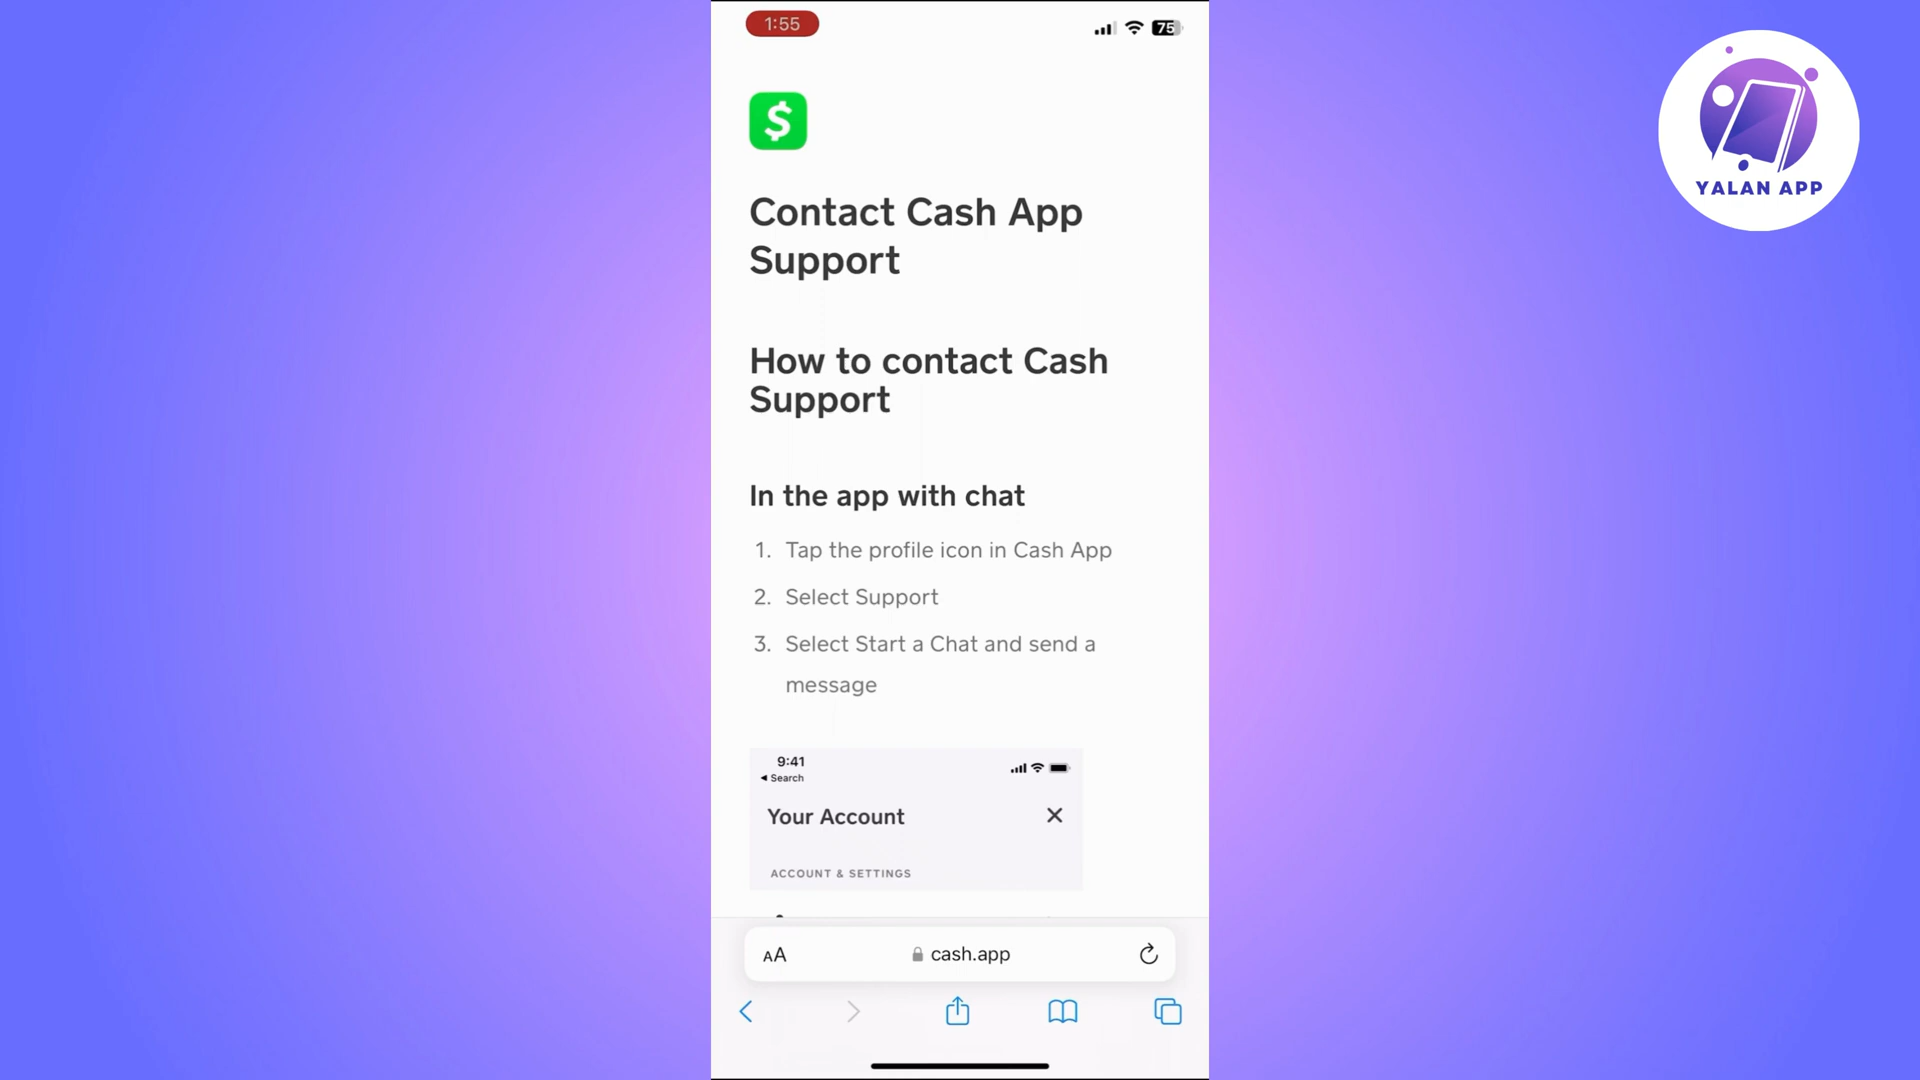 1:55
75
YALAN APP
$
Contact Cash App
Support
How to contact Cash
Support
In the app with chat
1. Tap the profile icon in Cash App
2. Select Support
3. Select Start a Chat and send a
message
9:41
◀ Search
Your Account
ACCOUNT & SETTINGS
AA
cash.app